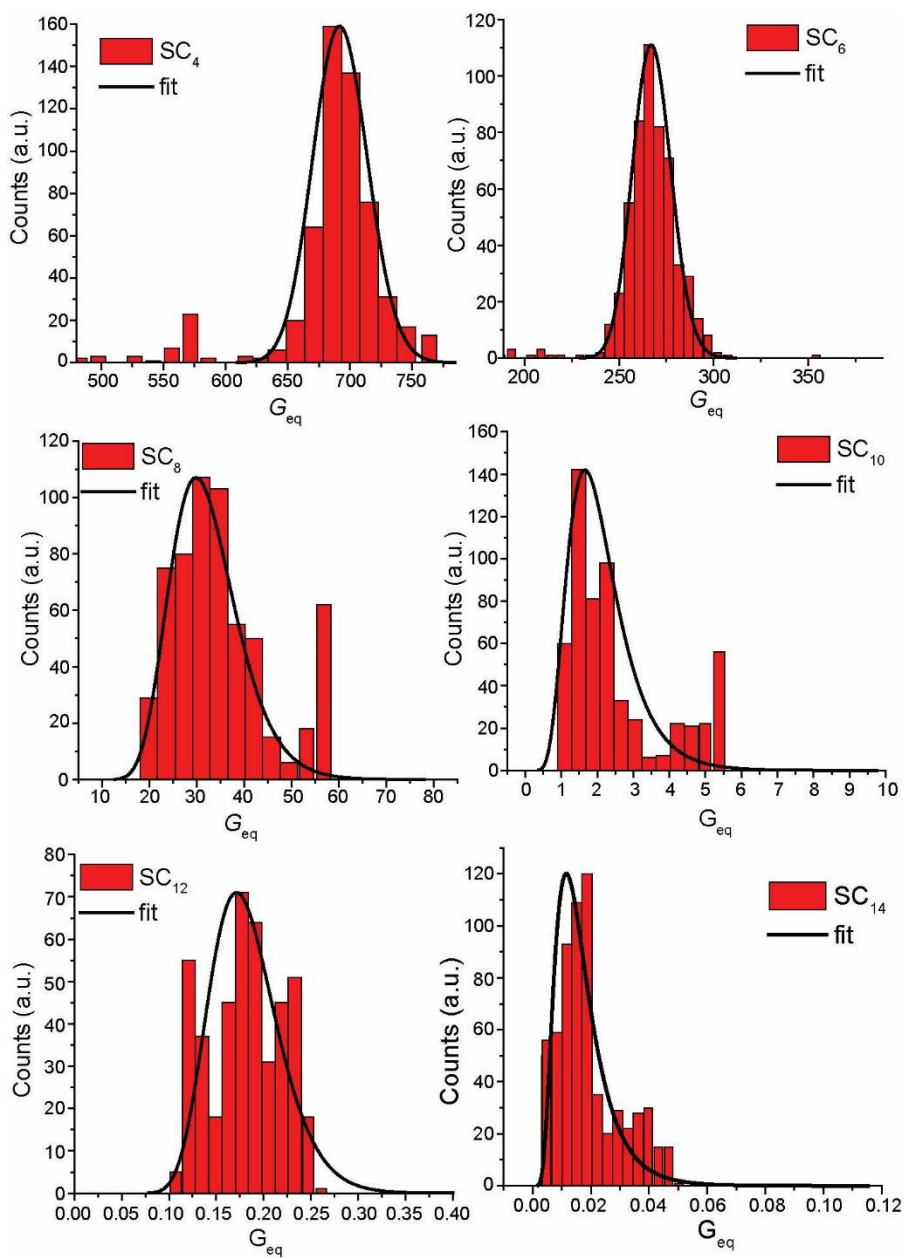 SC4
fit
Counts (a.u.)
160
140
120
100
80
60
40
20
0
500 550 600 650 700 750
Geq
SC6
fit
Counts (a.u.)
120
100
80
60
40
20
0
200 250 300 350
Geq
SC8
fit
Counts (a.u.)
120
100
80
60
40
20
0
10 20 30 40 50 60 70 80
Geq
SC10
fit
Counts (a.u.)
160
140
120
100
80
60
40
20
0
0 1 2 3 4 5 6 7 8 9 10
Geq
SC12
fit
Counts (a.u.)
80
70
60
50
40
30
20
10
0
0.00 0.05 0.10 0.15 0.20 0.25 0.30 0.35 0.40
Geq
SC14
fit
Counts (a.u.)
120
100
80
60
40
20
0
0.00 0.02 0.04 0.06 0.08 0.10 0.12
Geq